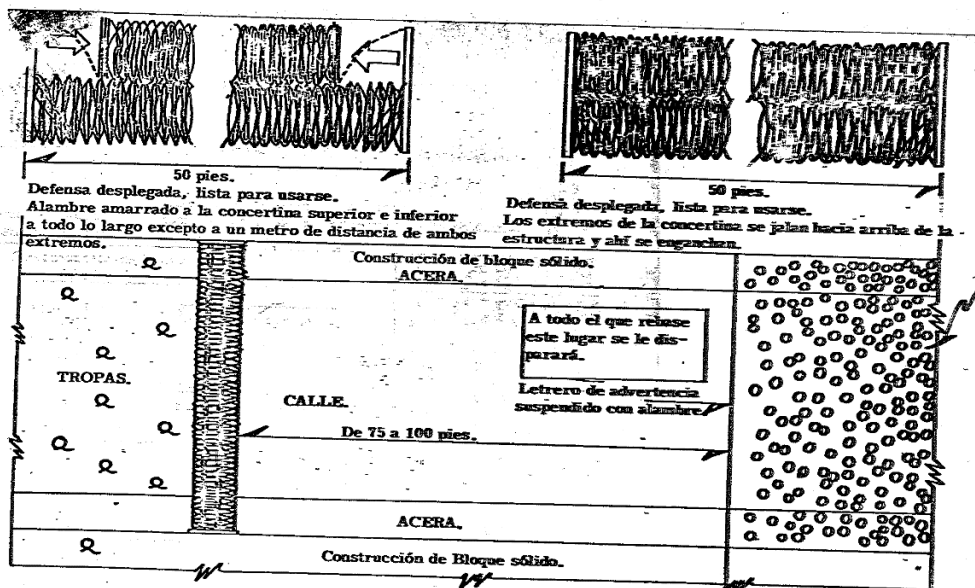 50 pies.
Defensa desplegada, lista para usarse.
Alambre amarrado a la concertina superior e inferior
a todo lo largo excepto a un metro de distancia de ambos
extremos.
50 pies.
Defensa desplegada, lista para usarse.
Los extremos de la concertina se jalan hacia arriba de la -
estructura y ahí se enganchan.
Construcción de bloque sólido.
ACERA.
A todo el que rebase
este lugar se le dis-
parará.
Letrero de advertencia
suspendido con alambre.
TROPAS.
CALLE.
De 75 a 100 pies.
ACERA.
Construcción de Bloque sólido.